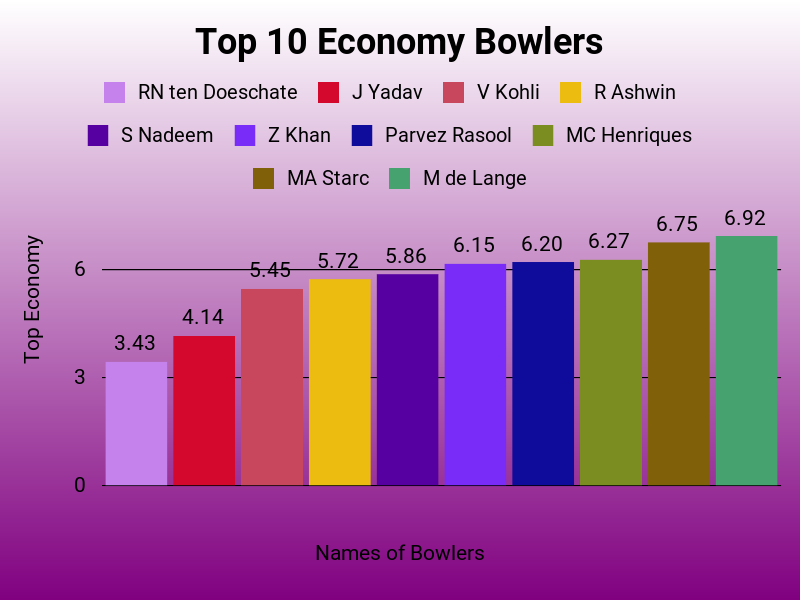 Top 10 Economy Bowlers
RN ten Doeschate J Yadav V Kohli R Ashwin
S Nadeem Z Khan Parvez Rasool MC Henriques
MA Starc M de Lange
Top Economy
6
3
0
3.43 4.14 5.45 5.72 5.86 6.15 6.20 6.27 6.75 6.92
Names of Bowlers